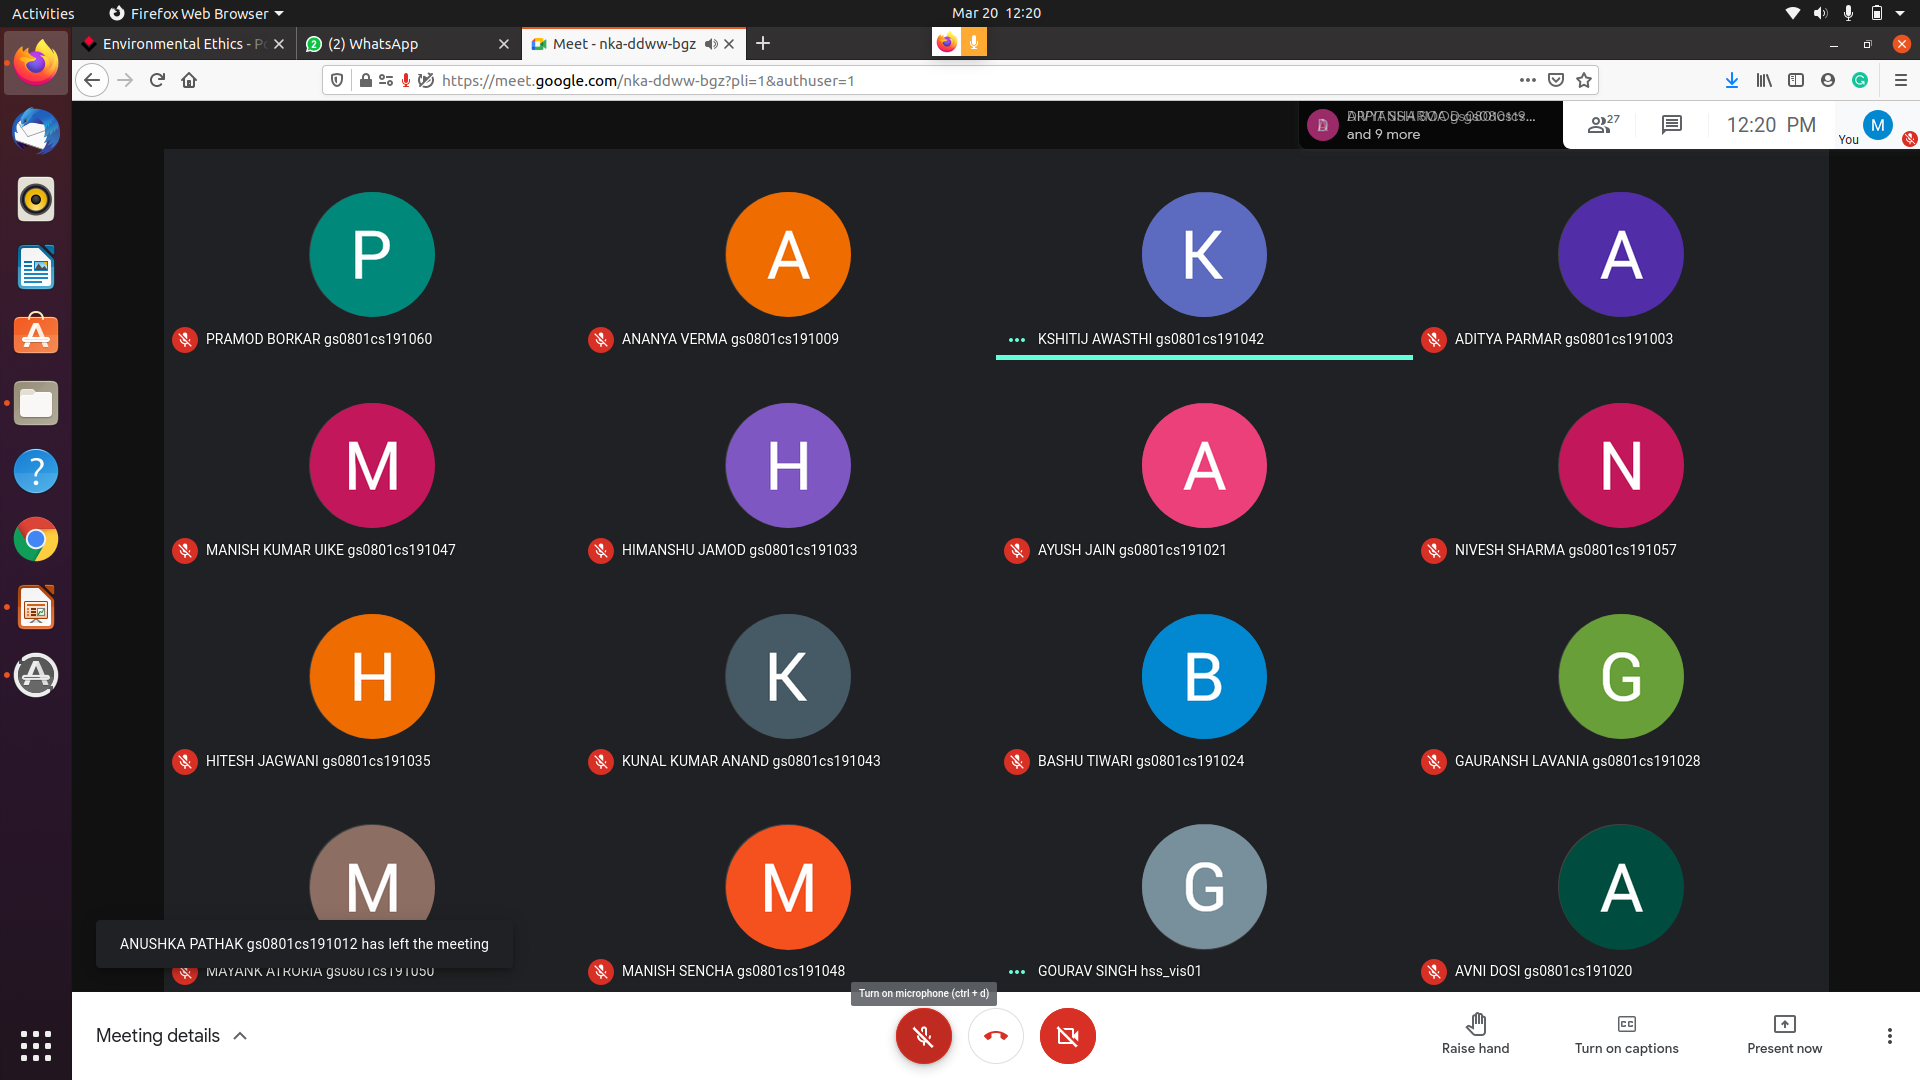 Activities
Firefox Web Browser
Mar 20 12:20
Environmental Ethics - P
(2) WhatsApp
Meet - nka-ddww-bgz
https://meet.google.com/nka-ddww-bgz?pli=1&authuser=1
and 9 more
27
12:20 PM
You
M
P
A
K
A
PRAMOD BORKAR gs0801cs191060
ANANYA VERMA gs0801cs191009
KSHITIJ AWASTHI gs0801cs191042
ADITYA PARMAR gs0801cs191003
M
H
A
N
MANISH KUMAR UIKE gs0801cs191047
HIMANSHU JAMOD gs0801cs191033
AYUSH JAIN gs0801cs191021
NIVESH SHARMA gs0801cs191057
H
K
B
G
HITESH JAGWANI gs0801cs191035
KUNAL KUMAR ANAND gs0801cs191043
BASHU TIWARI gs0801cs191024
GAURANSH LAVANIA gs0801cs191028
M
M
G
A
ANUSHKA PATHAK gs0801cs191012 has left the meeting
MAYANK ATRORIA gs0801cs191050
MANISH SENCHA gs0801cs191048
GOURAV SINGH hss_vis01
AVNI DOSI gs0801cs191020
Turn on microphone (ctrl + d)
Meeting details
Raise hand
Turn on captions
Present now